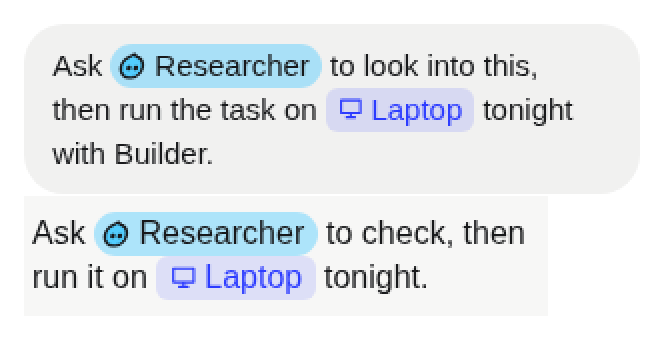 Ask Researcher to look into this,
then run the task on Laptop tonight
with Builder.
Ask Researcher to check, then
run it on Laptop tonight.